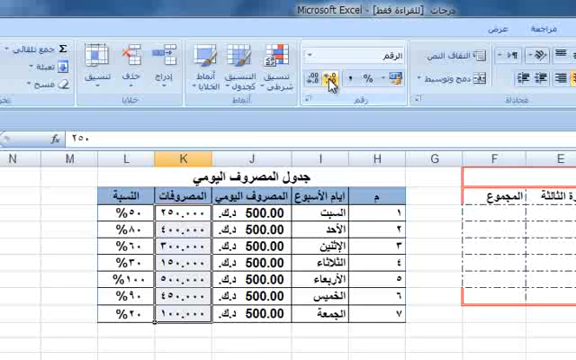 درجات [للقراءة فقط] - Microsoft Excel
مراجعة عرض
التفاف النص
دمج وتوسيط
محاذاة
الرقم
% ,
رقم
تنسيق شرطي
التنسيق كجدول
أنماط الخلايا
أنماط
إدراج حذف تنسيق
خلايا
Σ جمع تلقائي
تعبئة
مسح
fx ٢٥٠
E F G H I J K L M N
جدول المصروف اليومي
م أيام الأسبوع المصروف اليومي المصروفات النسبة
١ السبت د.ك. 500.00 ٢٥٠.٠٠٠ %٥٠
٢ الأحد د.ك. 500.00 ٤٠٠.٠٠٠ %٨٠
٣ الإثنين د.ك. 500.00 ٣٠٠.٠٠٠ %٦٠
٤ الثلاثاء د.ك. 500.00 ١٥٠.٠٠٠ %٣٠
٥ الأربعاء د.ك. 500.00 ٥٠٠.٠٠٠ %١٠٠
٦ الخميس د.ك. 500.00 ٤٥٠.٠٠٠ %٩٠
٧ الجمعة د.ك. 500.00 ١٠٠.٠٠٠ %٢٠
ة الثالثة المجموع